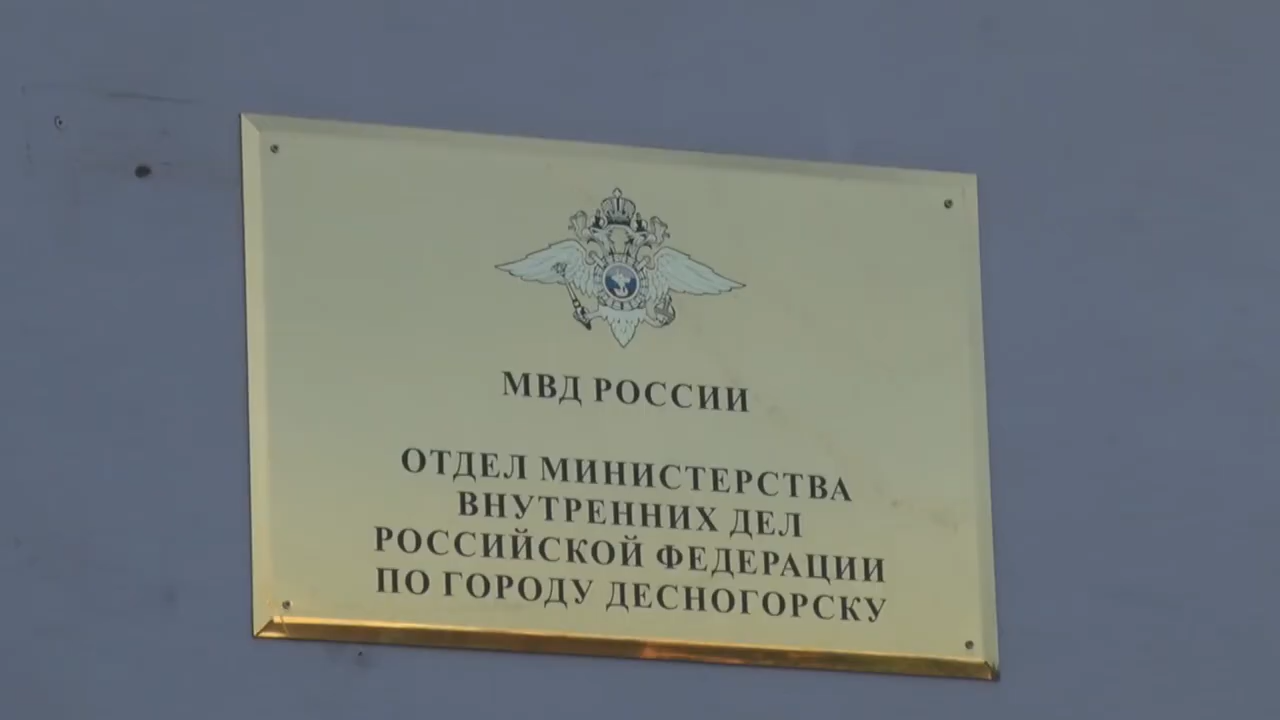 МВД РОССИИ
ОТДЕЛ МИНИСТЕРСТВА
ВНУТРЕННИХ ДЕЛ
РОССИЙСКОЙ ФЕДЕРАЦИИ
ПО ГОРОДУ ДЕСНОГОРСКУ